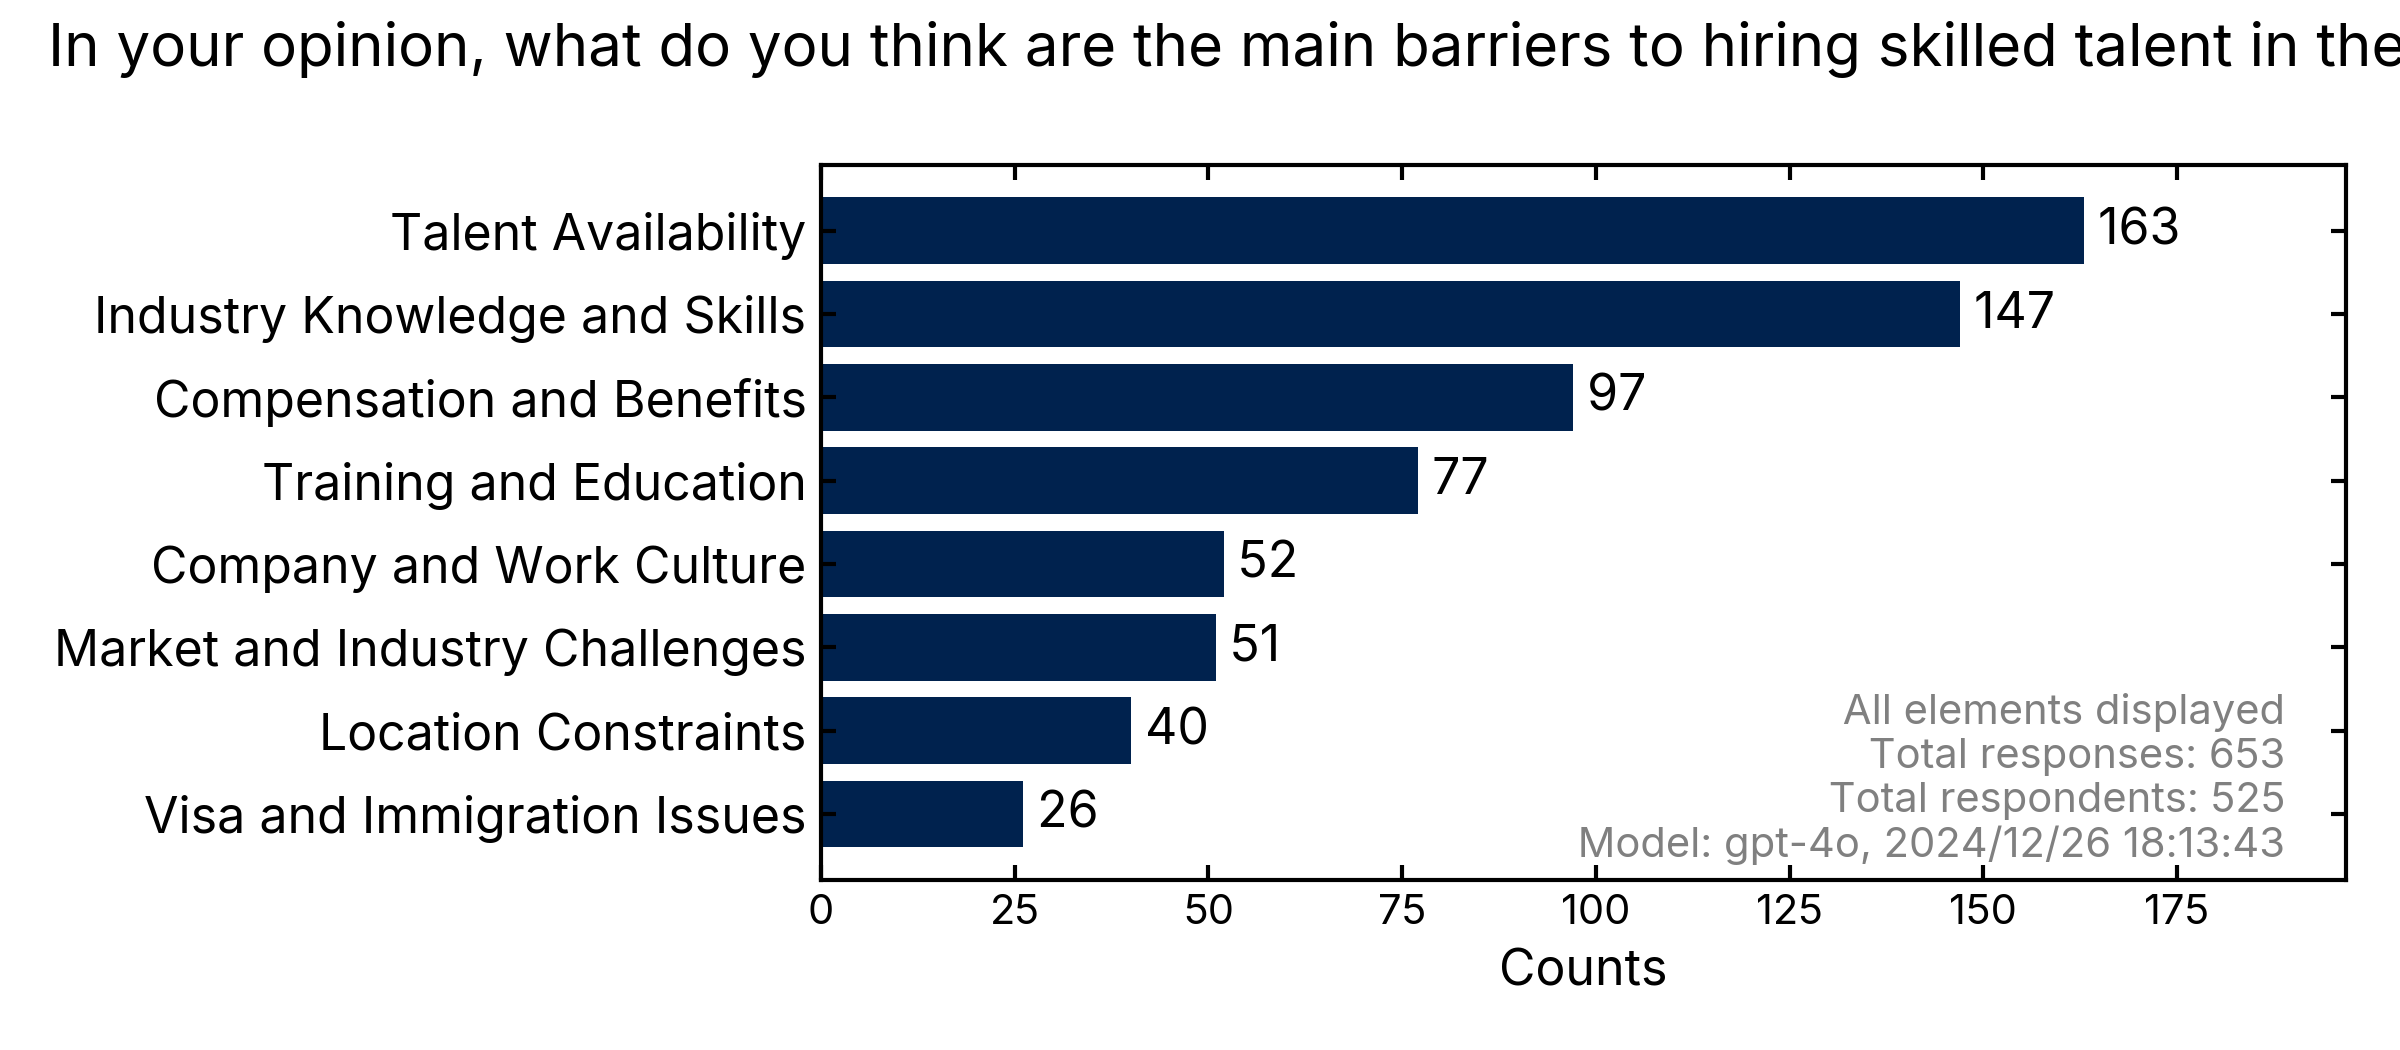 In your opinion, what do you think are the main barriers to hiring skilled talent in the
Talent Availability 163
Industry Knowledge and Skills 147
Compensation and Benefits 97
Training and Education 77
Company and Work Culture 52
Market and Industry Challenges 51
Location Constraints 40
Visa and Immigration Issues 26
All elements displayed
Total responses: 653
Total respondents: 525
Model: gpt-4o, 2024/12/26 18:13:43
0 25 50 75 100 125 150 175
Counts